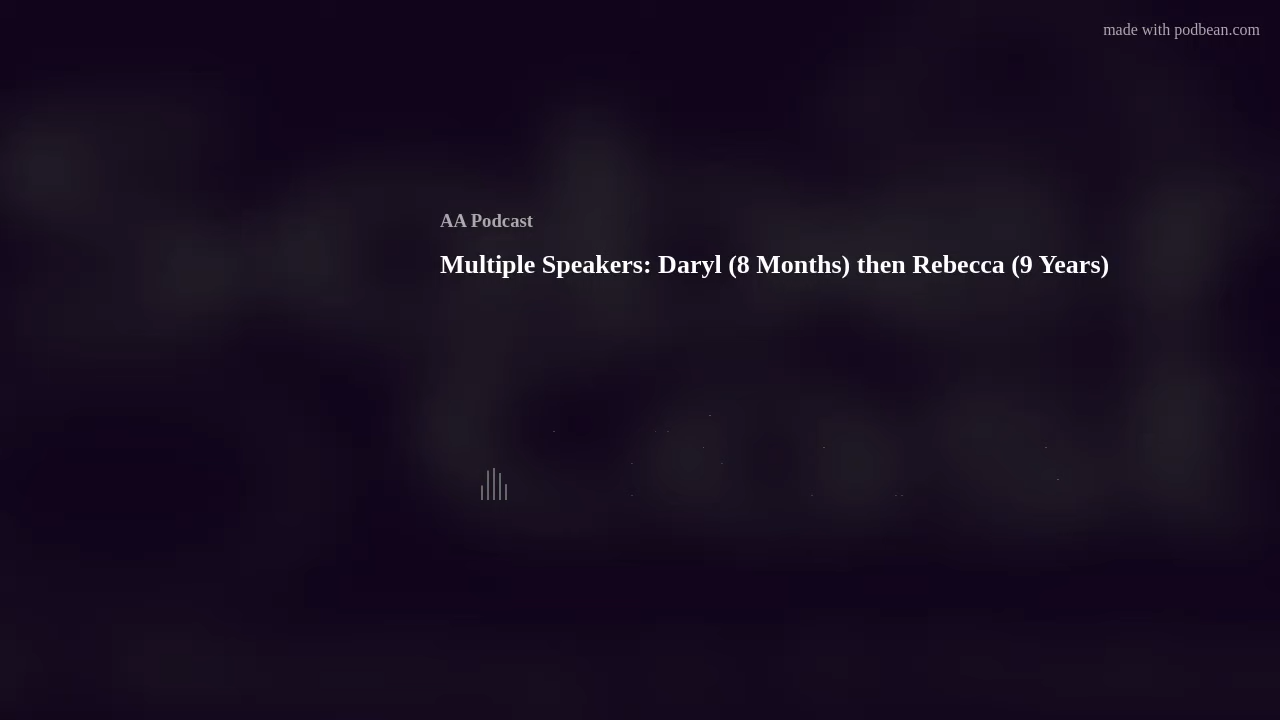 made with podbean.com
AA Podcast
Multiple Speakers: Daryl (8 Months) then Rebecca (9 Years)